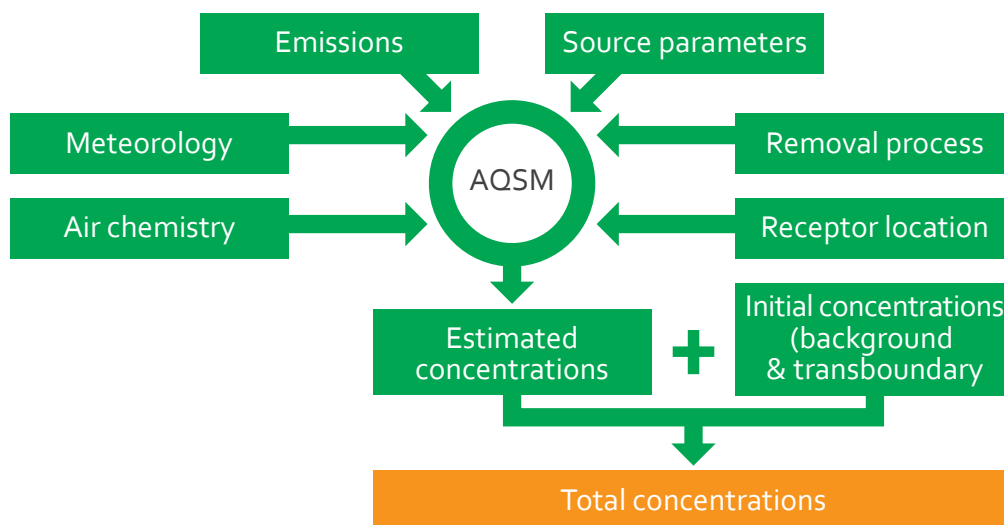 Emissions
Source parameters
Meteorology
Removal process
AQSM
Air chemistry
Receptor location
Estimated
concentrations
+
Initial concentrations
(background
& transboundary
Total concentrations